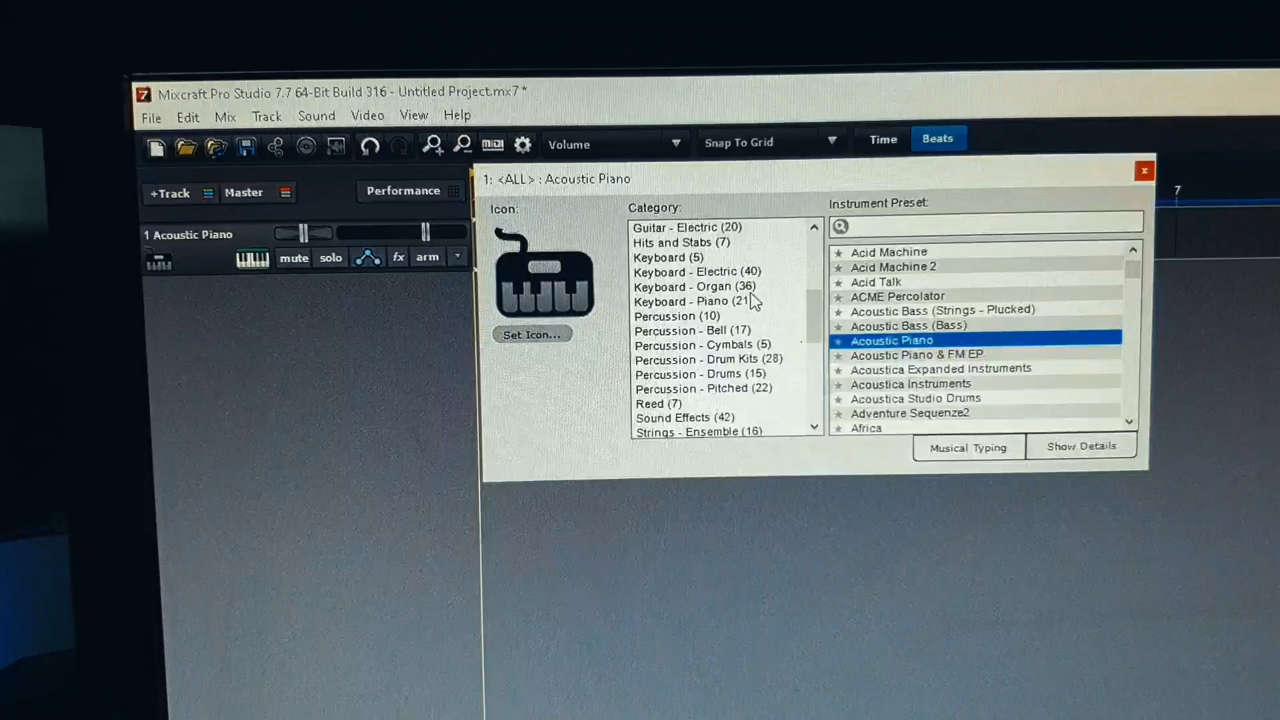 Mixcraft Pro Studio 7.7 64-Bit Build 316 - Untitled Project.mx7 *
File Edit Mix Track Sound Video View Help
Volume Snap To Grid Time Beats
+Track Master Performance
1 Acoustic Piano
mute solo fx arm
7
1: <ALL> : Acoustic Piano
Icon:
Set Icon...
Category:
Guitar - Electric (20)
Hits and Stabs (7)
Keyboard (5)
Keyboard - Electric (40)
Keyboard - Organ (36)
Keyboard - Piano (21
Percussion (10)
Percussion - Bell (17)
Percussion - Cymbals (5)
Percussion - Drum Kits (28)
Percussion - Drums (15)
Percussion - Pitched (22)
Reed (7)
Sound Effects (42)
Strings - Ensemble (16)
Instrument Preset:
Acid Machine
Acid Machine 2
Acid Talk
ACME Percolator
Acoustic Bass (Strings - Plucked)
Acoustic Bass (Bass)
Acoustic Piano
Acoustic Piano & FM EP
Acoustica Expanded Instruments
Acoustica Instruments
Acoustica Studio Drums
Adventure Sequenze2
Africa
Musical Typing Show Details